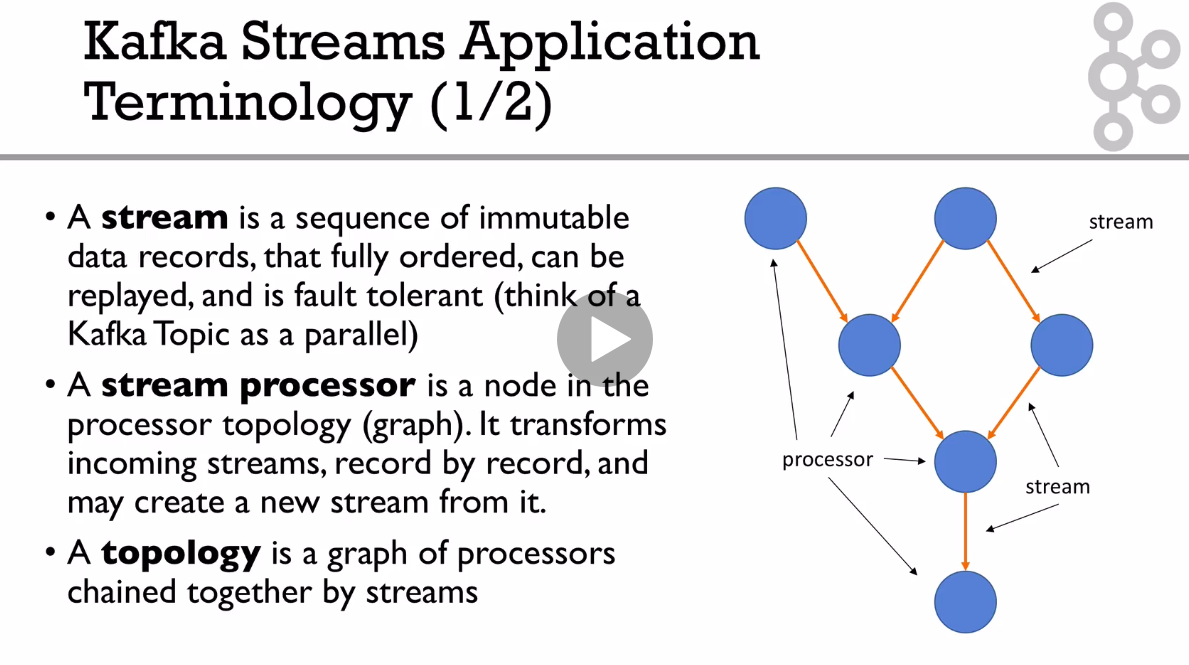 Kafka Streams Application
Terminology (1/2)
• A stream is a sequence of immutable
data records, that fully ordered, can be
replayed, and is fault tolerant (think of a
Kafka Topic as a parallel)
• A stream processor is a node in the
processor topology (graph). It transforms
incoming streams, record by record, and
may create a new stream from it.
• A topology is a graph of processors
chained together by streams
stream
processor
stream